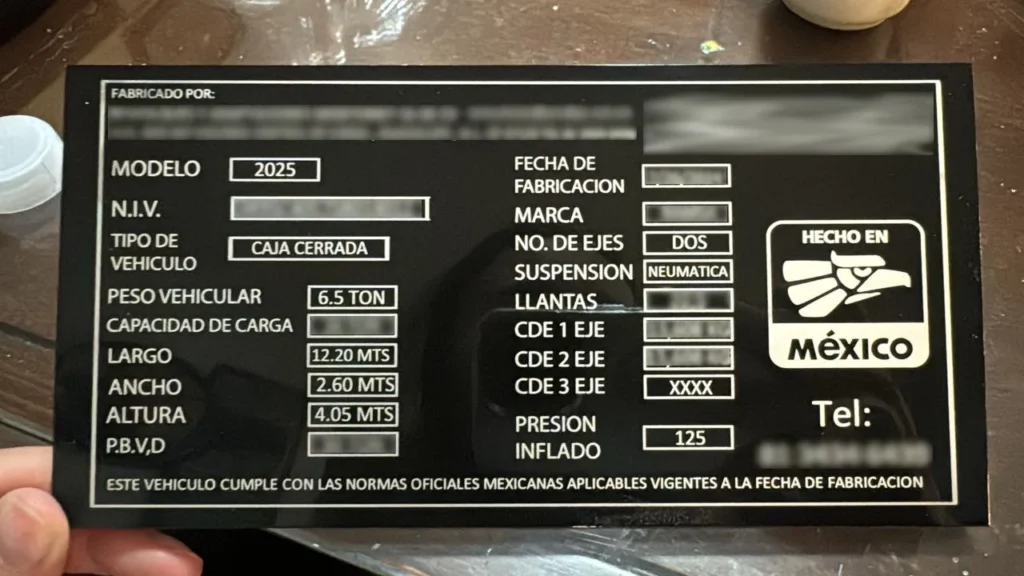 FABRICADO POR:
MODELO 2025
N.I.V.
TIPO DE
VEHICULO CAJA CERRADA
PESO VEHICULAR 6.5 TON
CAPACIDAD DE CARGA
LARGO 12.20 MTS
ANCHO 2.60 MTS
ALTURA 4.05 MTS
P.B.V,D
FECHA DE
FABRICACION
MARCA
NO. DE EJES DOS
SUSPENSION NEUMATICA
LLANTAS
CDE 1 EJE
CDE 2 EJE
CDE 3 EJE XXXX
PRESION
INFLADO 125
HECHO EN
MéXICO
Tel:
ESTE VEHICULO CUMPLE CON LAS NORMAS OFICIALES MEXICANAS APLICABLES VIGENTES A LA FECHA DE FABRICACION